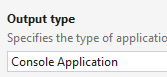 Output type
Specifies the type of applicatio
Console Application